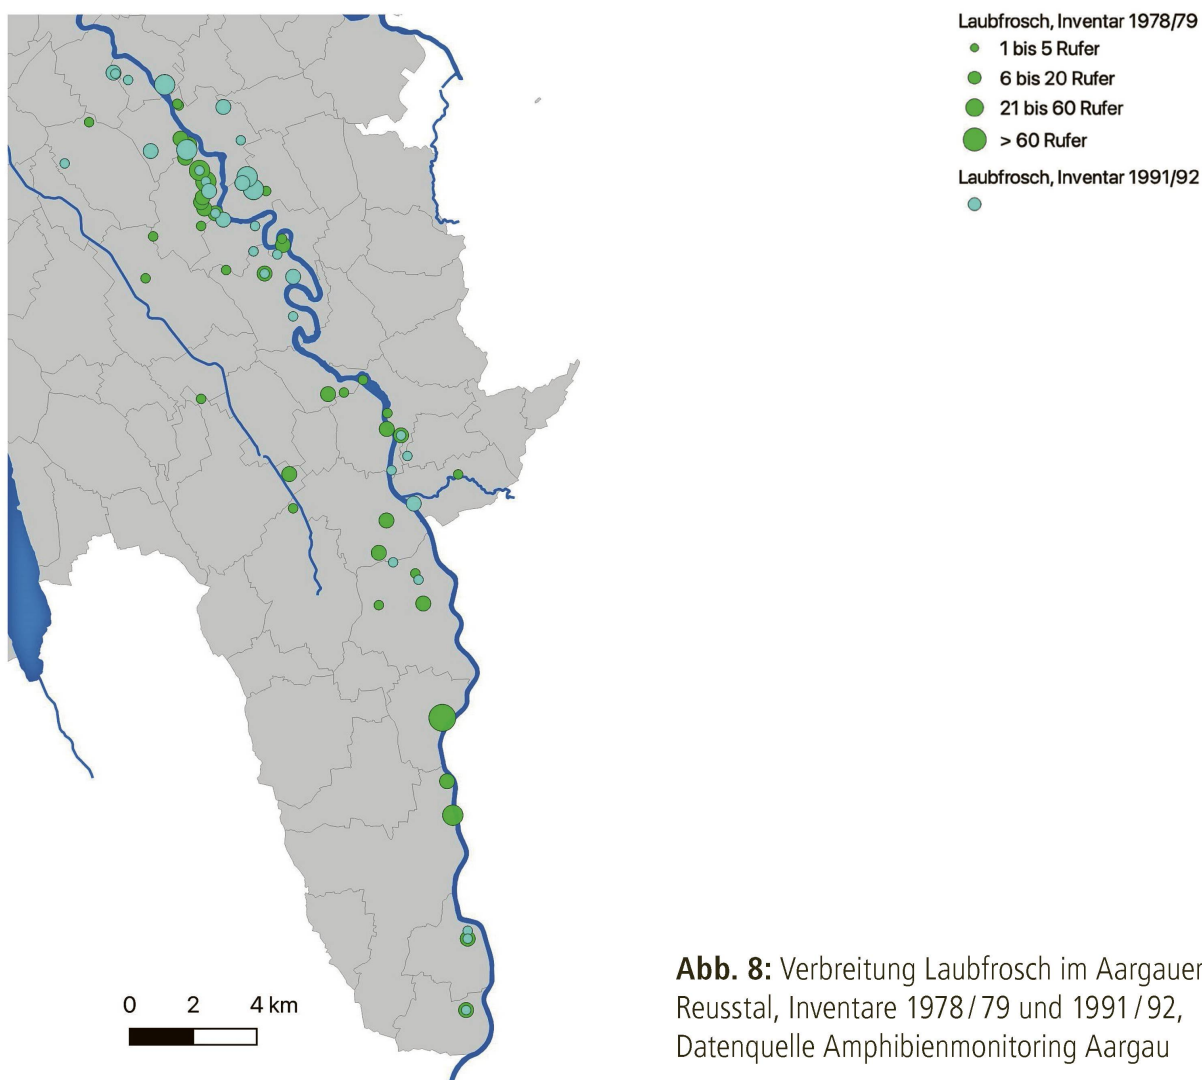 Laubfrosch, Inventar 1978/79
1 bis 5 Rufer
6 bis 20 Rufer
21 bis 60 Rufer
> 60 Rufer
Laubfrosch, Inventar 1991/92
0 2 4 km
Abb. 8: Verbreitung Laubfrosch im Aargauer
Reusstal, Inventare 1978/79 und 1991/92,
Datenquelle Amphibienmonitoring Aargau